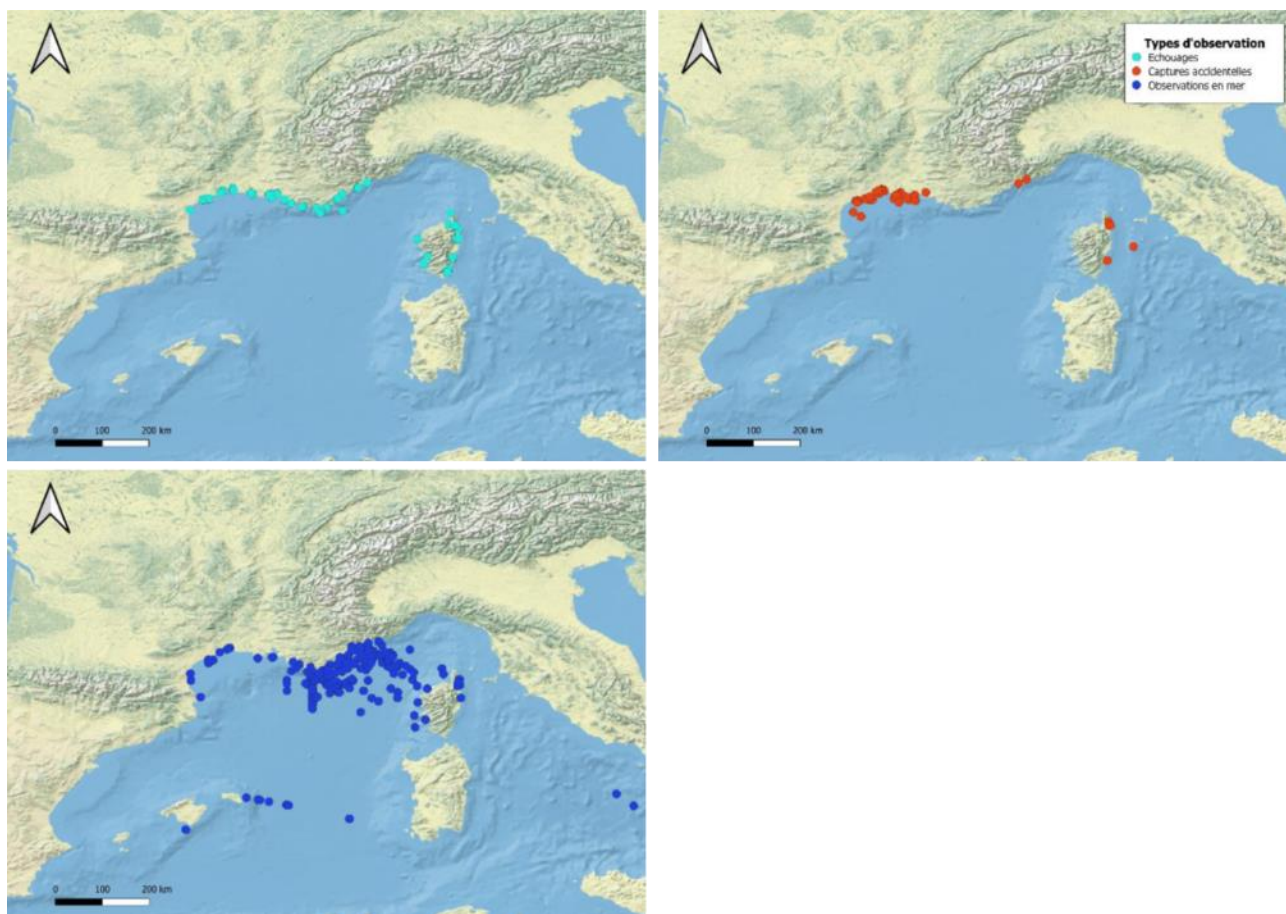 Types d'observation
Echouages
Captures accidentelles
Observations en mer
0 100 200 km
0 100 200 km
0 100 200 km